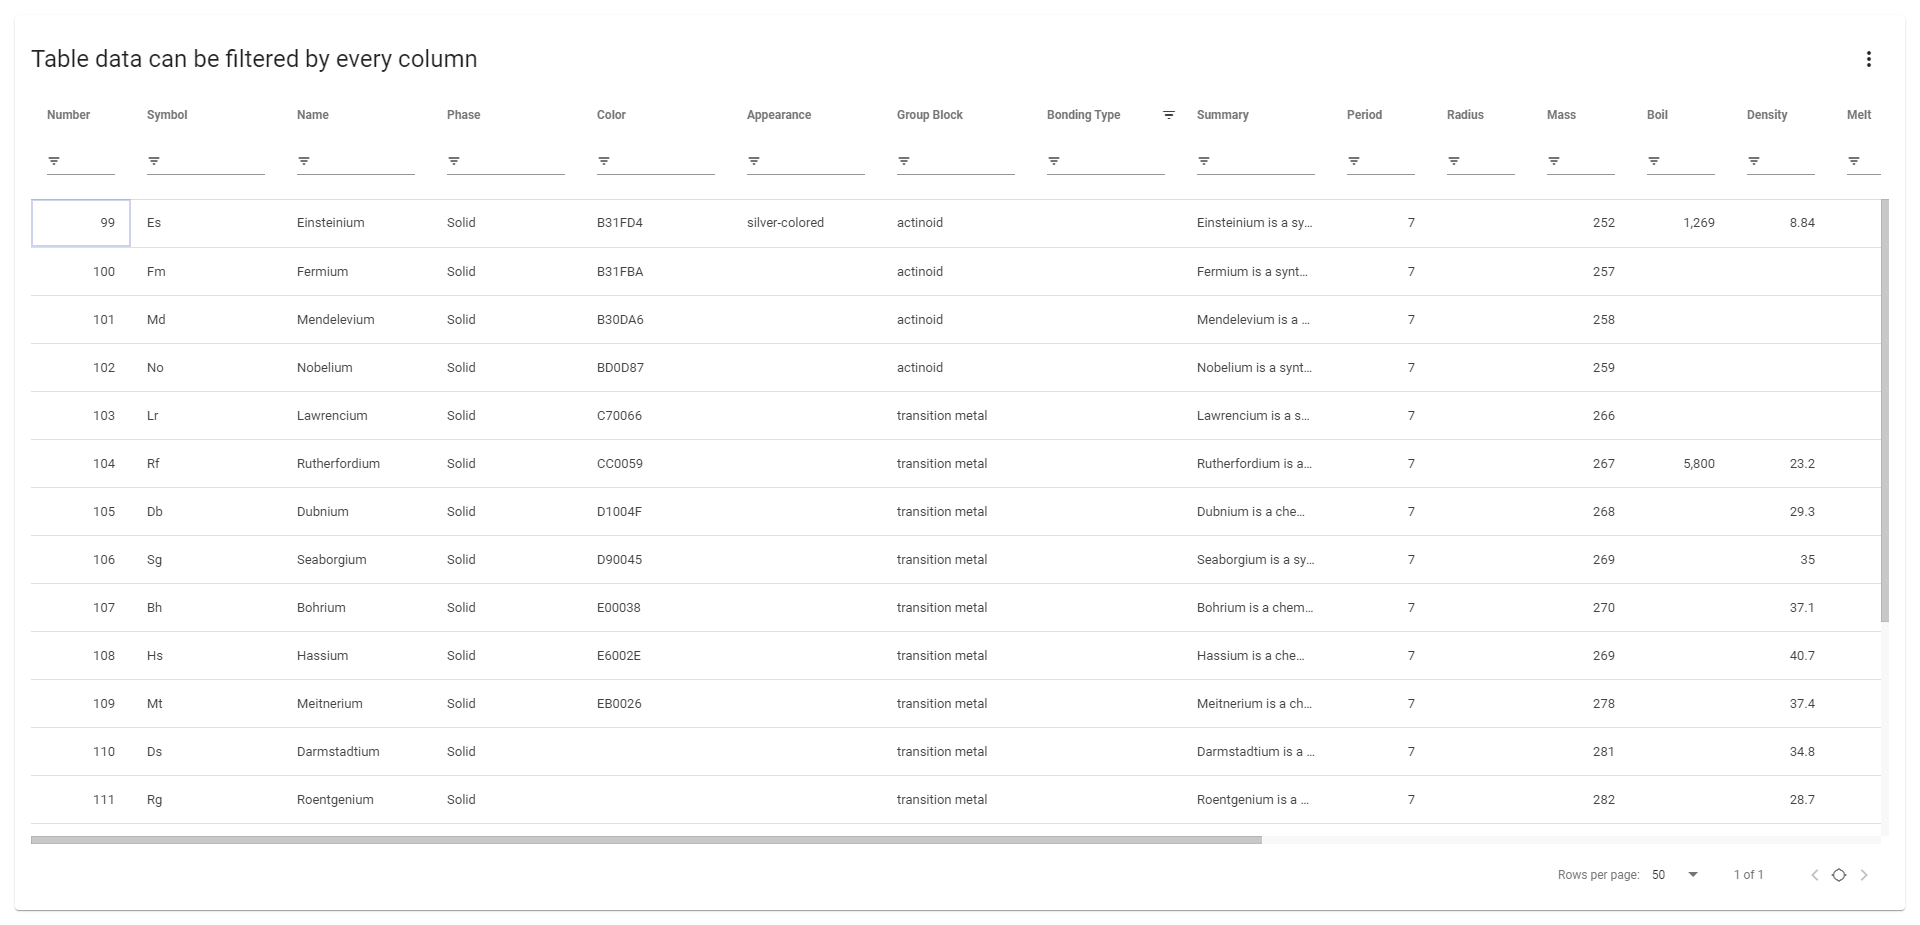 Table data can be filtered by every column
Number Symbol Name Phase Color Appearance Group Block Bonding Type Summary Period Radius Mass Boil Density Melt
99 Es Einsteinium Solid B31FD4 silver-colored actinoid Einsteinium is a sy... 7 252 1,269 8.84
100 Fm Fermium Solid B31FBA actinoid Fermium is a synt... 7 257
101 Md Mendelevium Solid B30DA6 actinoid Mendelevium is a ... 7 258
102 No Nobelium Solid BD0D87 actinoid Nobelium is a synt... 7 259
103 Lr Lawrencium Solid C70066 transition metal Lawrencium is a s... 7 266
104 Rf Rutherfordium Solid CC0059 transition metal Rutherfordium is a... 7 267 5,800 23.2
105 Db Dubnium Solid D1004F transition metal Dubnium is a che... 7 268 29.3
106 Sg Seaborgium Solid D90045 transition metal Seaborgium is a sy... 7 269 35
107 Bh Bohrium Solid E00038 transition metal Bohrium is a chem... 7 270 37.1
108 Hs Hassium Solid E6002E transition metal Hassium is a che... 7 269 40.7
109 Mt Meitnerium Solid EB0026 transition metal Meitnerium is a ch... 7 278 37.4
110 Ds Darmstadtium Solid transition metal Darmstadtium is a ... 7 281 34.8
111 Rg Roentgenium Solid transition metal Roentgenium is a ... 7 282 28.7
Rows per page: 50 1 of 1